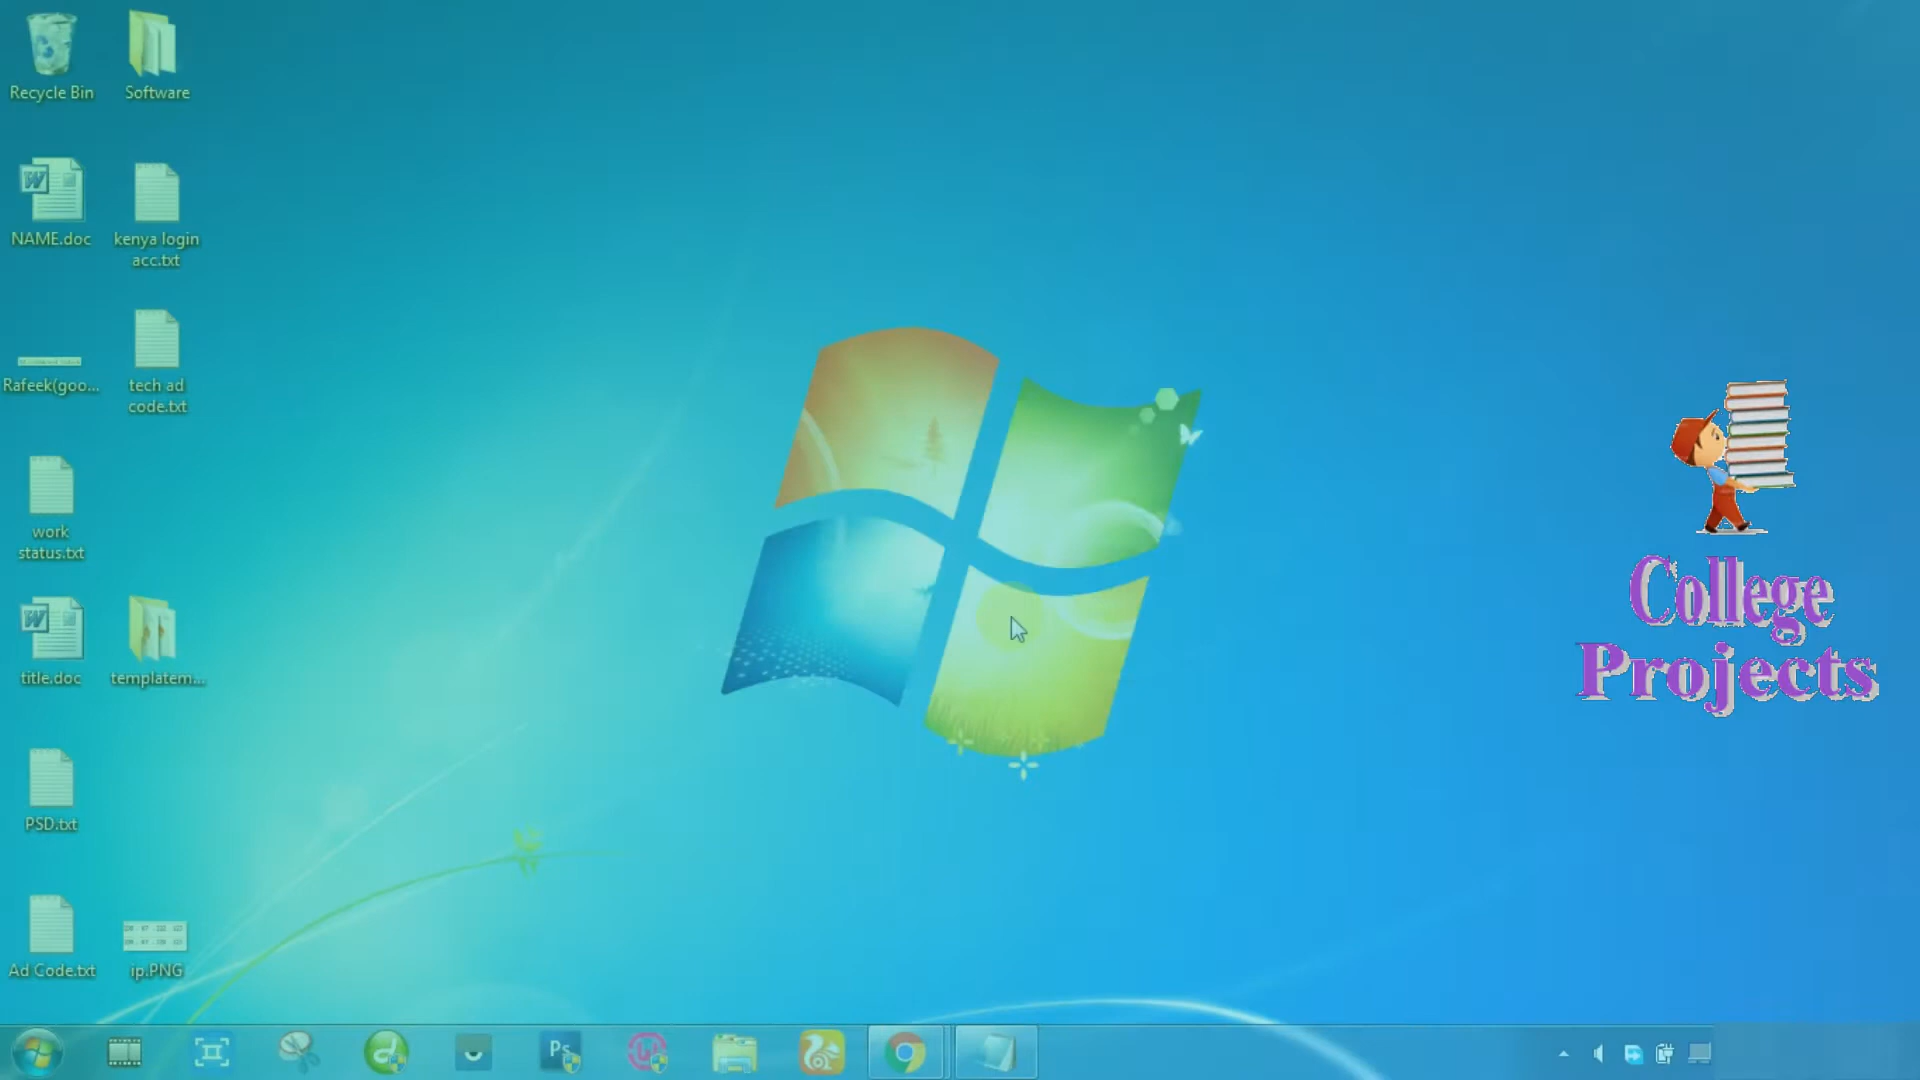 Recycle Bin
Software
NAME.doc
kenya login
acc.txt
Rafeek(goo...
tech ad
code.txt
work
status.txt
title.doc
templatem...
PSD.txt
Ad Code.txt
ip.PNG
College
Projects
Ps